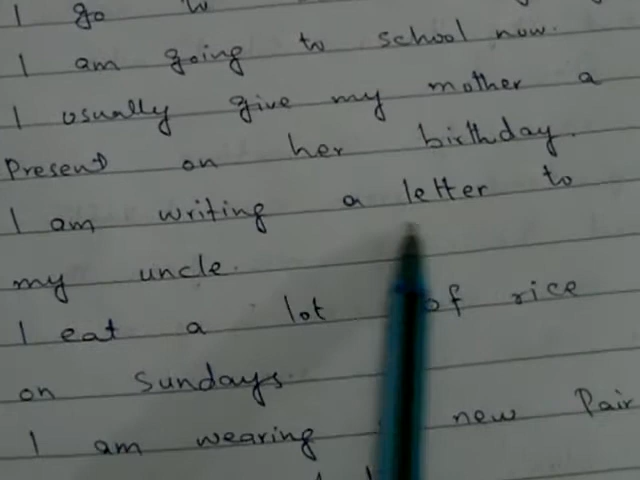 I go
I am going to school now.
I usually give my mother a
Present on her birthday.
I am writing a letter to
my uncle.
I eat a lot of rice
on Sundays.
I am wearing new Pair